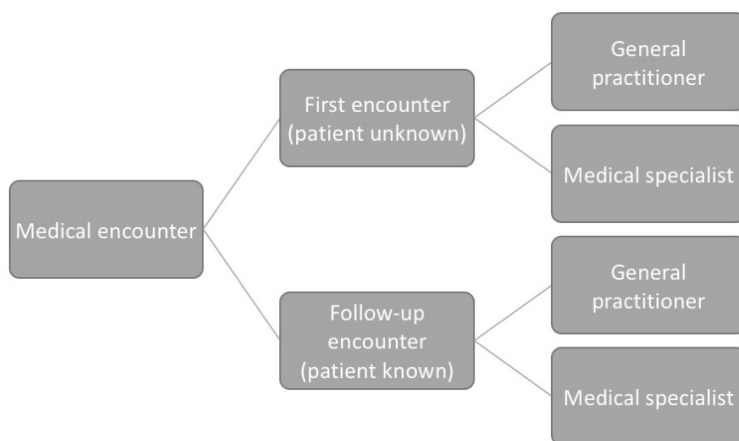 Medical encounter
First encounter
(patient unknown)
General
practitioner
Medical specialist
Follow-up
encounter
(patient known)
General
practitioner
Medical specialist